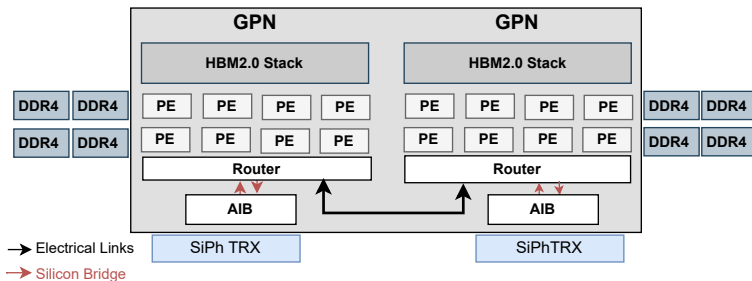 GPN GPN
HBM2.0 Stack HBM2.0 Stack
DDR4 DDR4 PE PE PE PE PE PE PE PE DDR4 DDR4
DDR4 DDR4 PE PE PE PE PE PE PE PE DDR4 DDR4
Router Router
AIB AIB
Electrical Links SiPh TRX SiPhTRX
Silicon Bridge